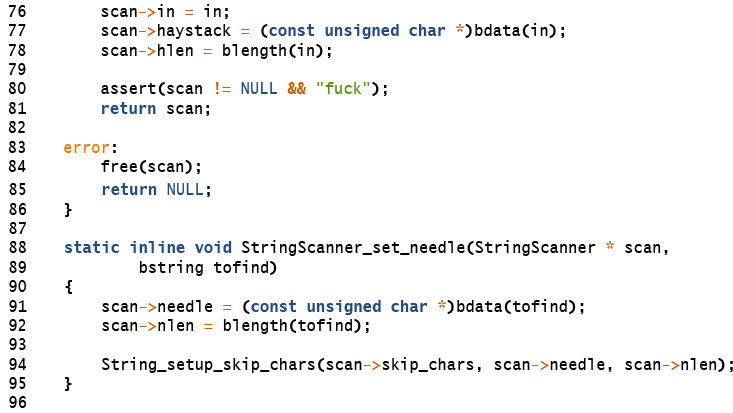 76        scan->in = in;
77        scan->haystack = (const unsigned char *)bdata(in);
78        scan->hlen = blength(in);
79
80        assert(scan != NULL && "fuck");
81        return scan;
82
83    error:
84        free(scan);
85        return NULL;
86    }
87
88    static inline void StringScanner_set_needle(StringScanner * scan,
89            bstring tofind)
90    {
91        scan->needle = (const unsigned char *)bdata(tofind);
92        scan->nlen = blength(tofind);
93
94        String_setup_skip_chars(scan->skip_chars, scan->needle, scan->nlen);
95    }
96